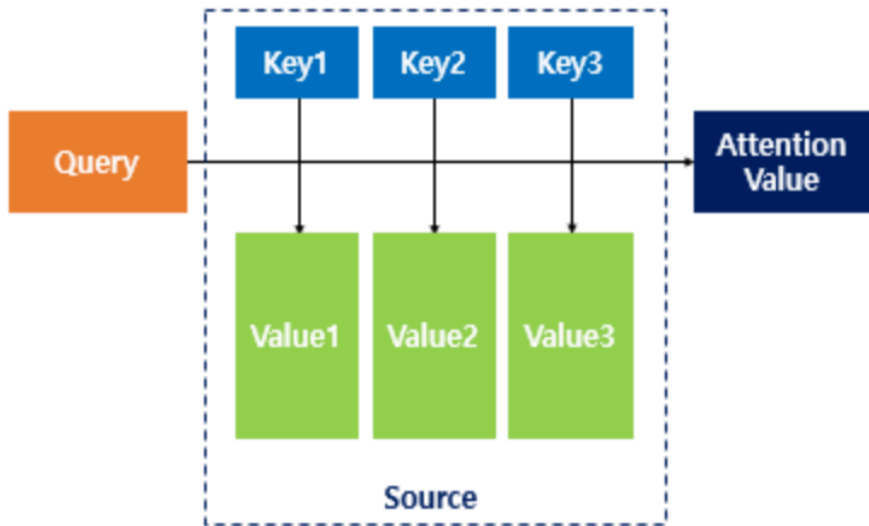 Key1 Key2 Key3
Query
Attention
Value
Value1 Value2 Value3
Source